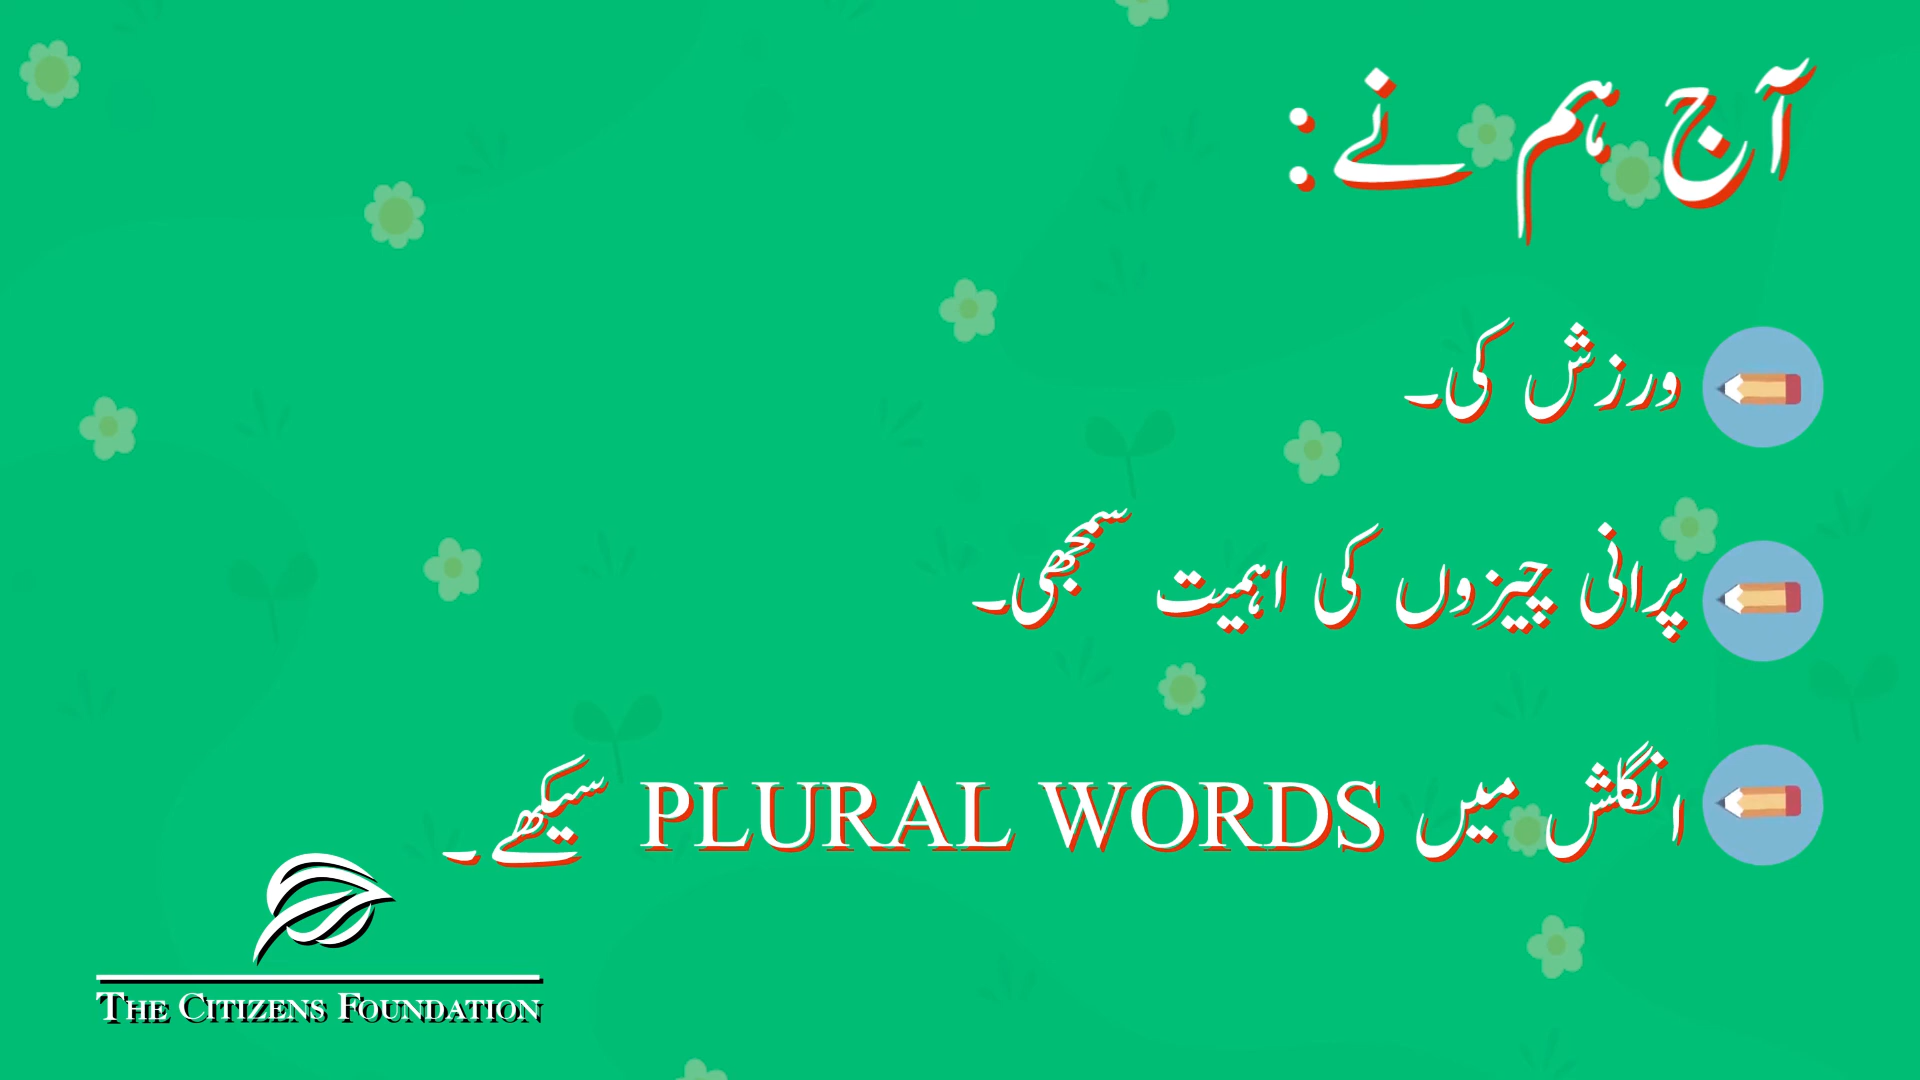 آج ہم نے:
ورزش کی۔
پرانی چیزوں کی اہمیت سمجھی۔
انگلش میں PLURAL WORDS سیکھے۔
THE CITIZENS FOUNDATION